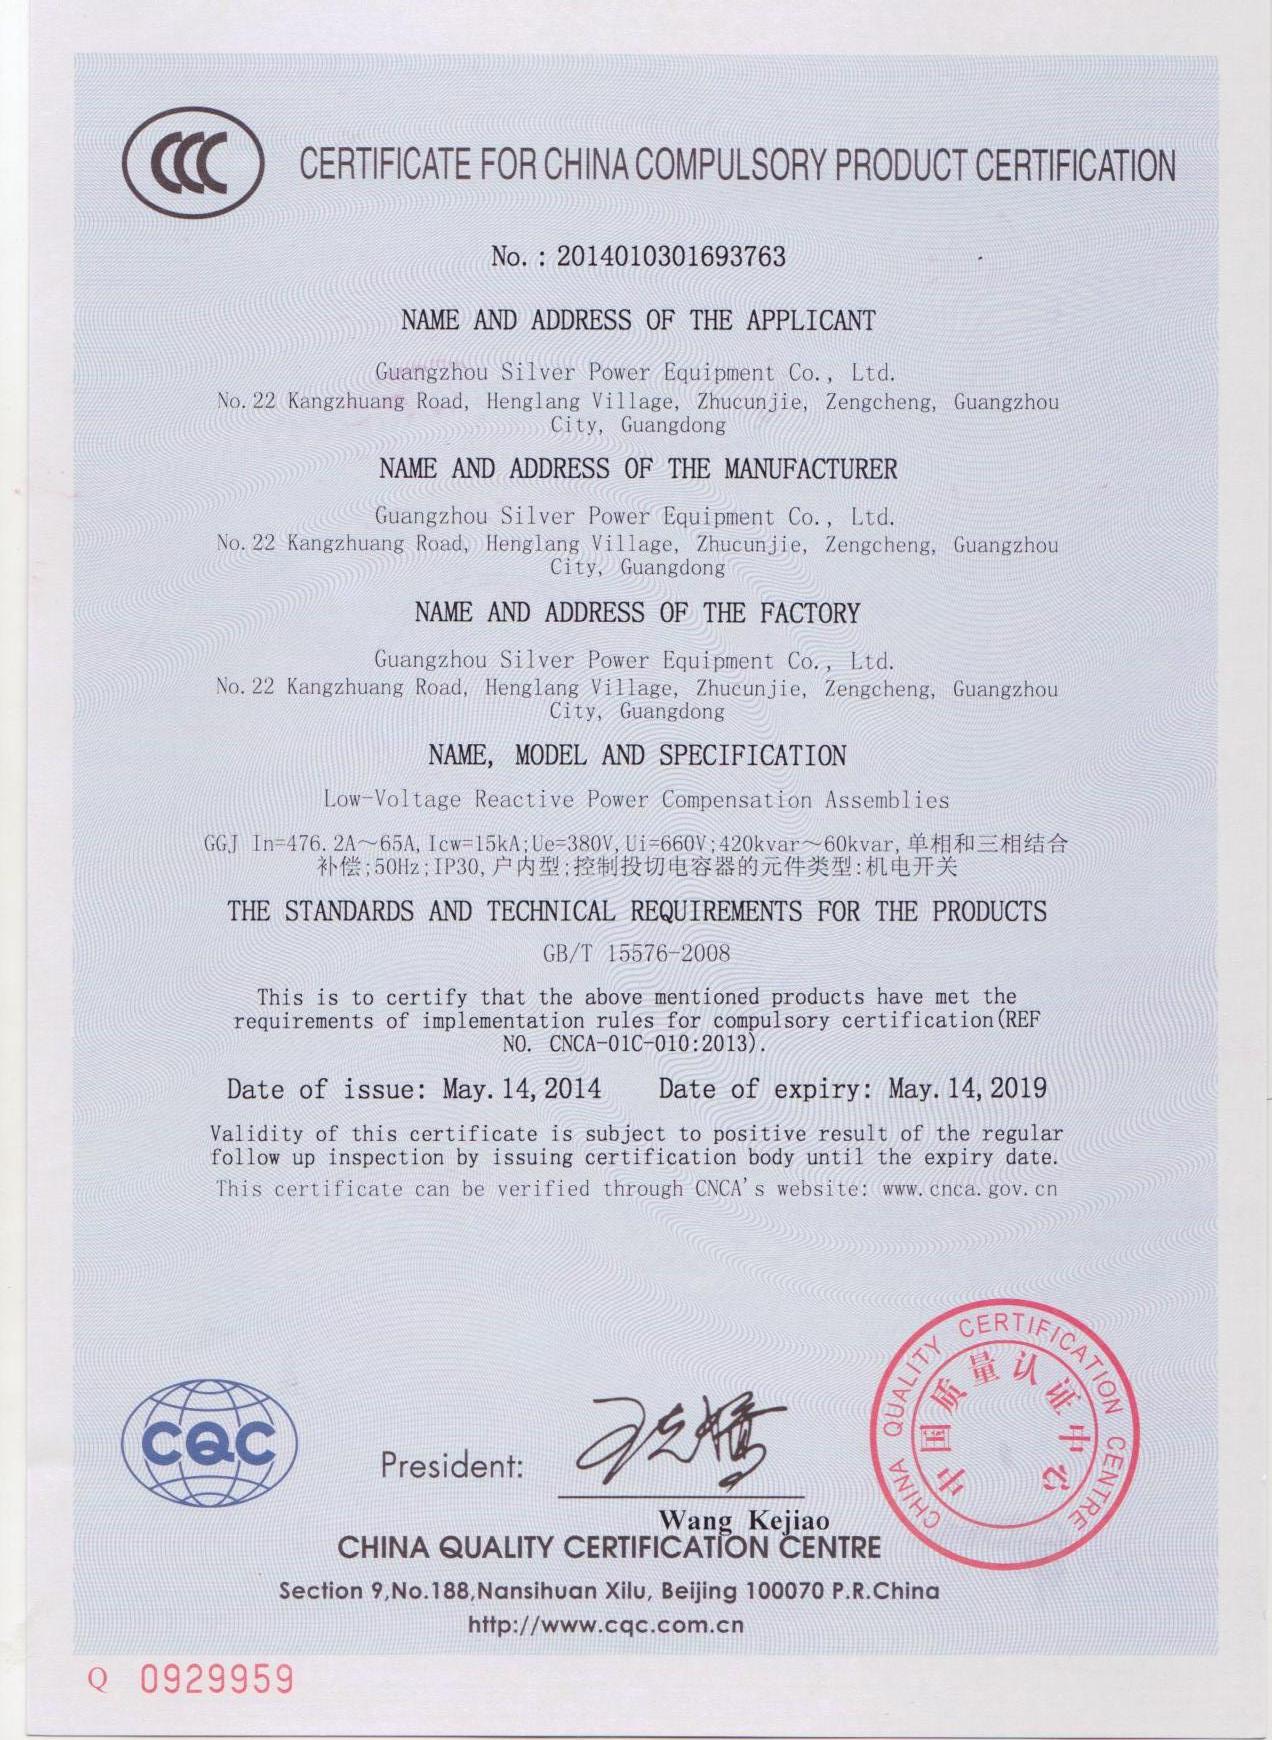 CCC
CERTIFICATE FOR CHINA COMPULSORY PRODUCT CERTIFICATION
No. : 2014010301693763
NAME AND ADDRESS OF THE APPLICANT
Guangzhou Silver Power Equipment Co., Ltd.
No.22 Kangzhuang Road, Henglang Village, Zhucunjie, Zengcheng, Guangzhou
City, Guangdong
NAME AND ADDRESS OF THE MANUFACTURER
Guangzhou Silver Power Equipment Co., Ltd.
No.22 Kangzhuang Road, Henglang Village, Zhucunjie, Zengcheng, Guangzhou
City, Guangdong
NAME AND ADDRESS OF THE FACTORY
Guangzhou Silver Power Equipment Co., Ltd.
No.22 Kangzhuang Road, Henglang Village, Zhucunjie, Zengcheng, Guangzhou
City, Guangdong
NAME, MODEL AND SPECIFICATION
Low-Voltage Reactive Power Compensation Assemblies
GGJ In=476.2A～65A,Icw=15kA;Ue=380V,Ui=660V;420kvar～60kvar,单相和三相结合
补偿;50Hz;IP30,户内型;控制投切电容器的元件类型:机电开关
THE STANDARDS AND TECHNICAL REQUIREMENTS FOR THE PRODUCTS
GB/T 15576-2008
This is to certify that the above mentioned products have met the
requirements of implementation rules for compulsory certification(REF
NO. CNCA-01C-010:2013).
Date of issue: May.14,2014 Date of expiry: May.14,2019
Validity of this certificate is subject to positive result of the regular
follow up inspection by issuing certification body until the expiry date.
This certificate can be verified through CNCA's website: www.cnca.gov.cn
CHINA QUALITY CERTIFICATION CENTRE
中国质量认证中心
CQC
President: 王克娇
Wang Kejiao
CHINA QUALITY CERTIFICATION CENTRE
Section 9,No.188,Nansihuan Xilu, Beijing 100070 P.R.China
http://www.cqc.com.cn
Q 0929959